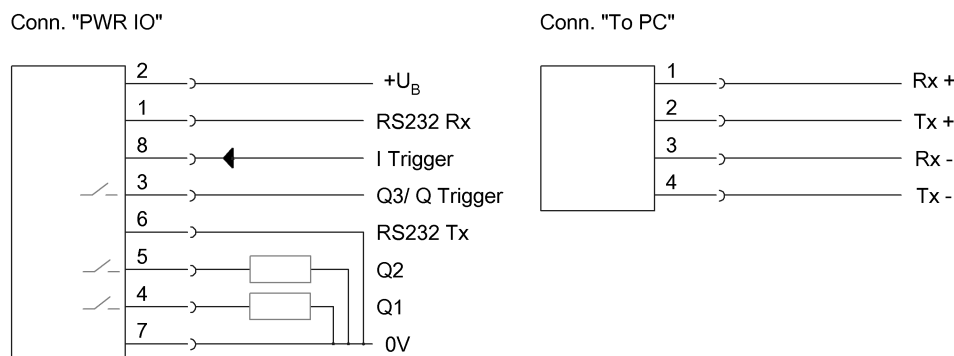 Conn. "PWR IO"
2 +U_B
1 RS232 Rx
8 I Trigger
3 Q3/ Q Trigger
6 RS232 Tx
5 Q2
4 Q1
7 0V
Conn. "To PC"
1 Rx +
2 Tx +
3 Rx -
4 Tx -